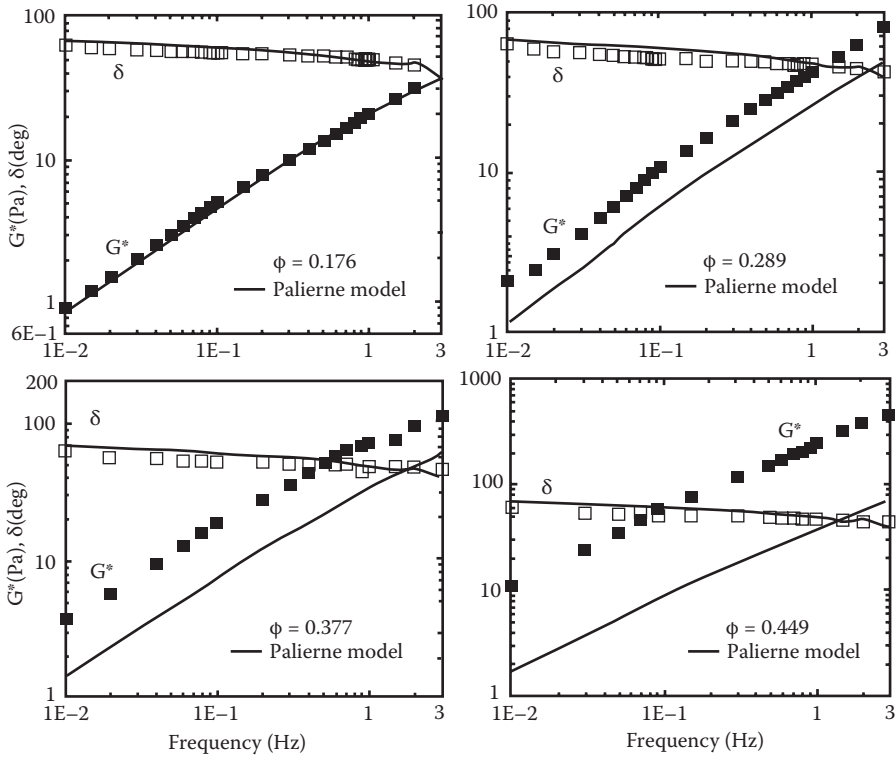 100
δ
10
G*
1
6E−1
ϕ = 0.176
Palierne model
1E−2
1E−1
1
3
G*(Pa), δ(deg)
100
δ
10
G*
1
ϕ = 0.289
Palierne model
1E−2
1E−1
1
3
200
100
δ
10
G*
1
ϕ = 0.377
Palierne model
1E−2
1E−1
1
3
G*(Pa), δ(deg)
Frequency (Hz)
1000
G*
100
δ
10
1
ϕ = 0.449
Palierne model
1E−2
1E−1
1
3
Frequency (Hz)